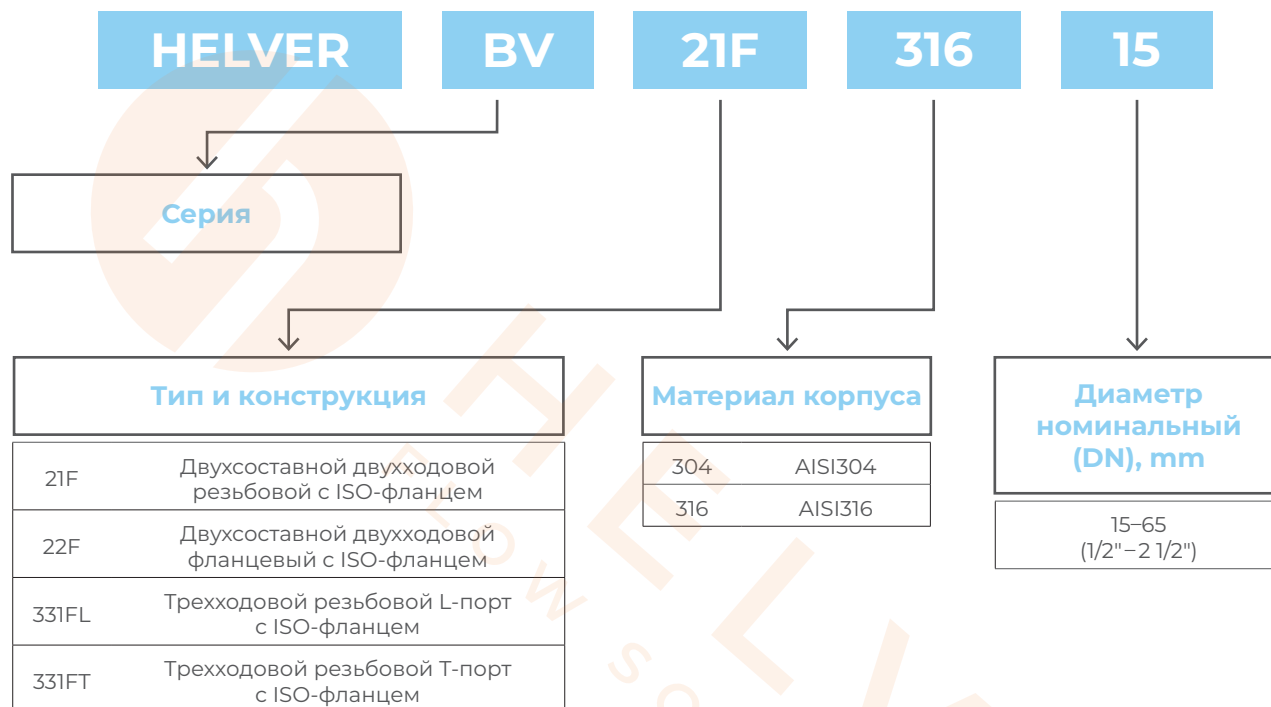 HELVER BV 21F 316 15
Серия
Тип и конструкция
21F Двухсоставной двухходовой
резьбовой с ISO-фланцем
22F Двухсоставной двухходовой
фланцевый с ISO-фланцем
331FL Трехходовой резьбовой L-порт
с ISO-фланцем
331FT Трехходовой резьбовой T-порт
с ISO-фланцем
Материал корпуса
304 AISI304
316 AISI316
Диаметр
номинальный
(DN), mm
15–65
(1/2"–2 1/2")